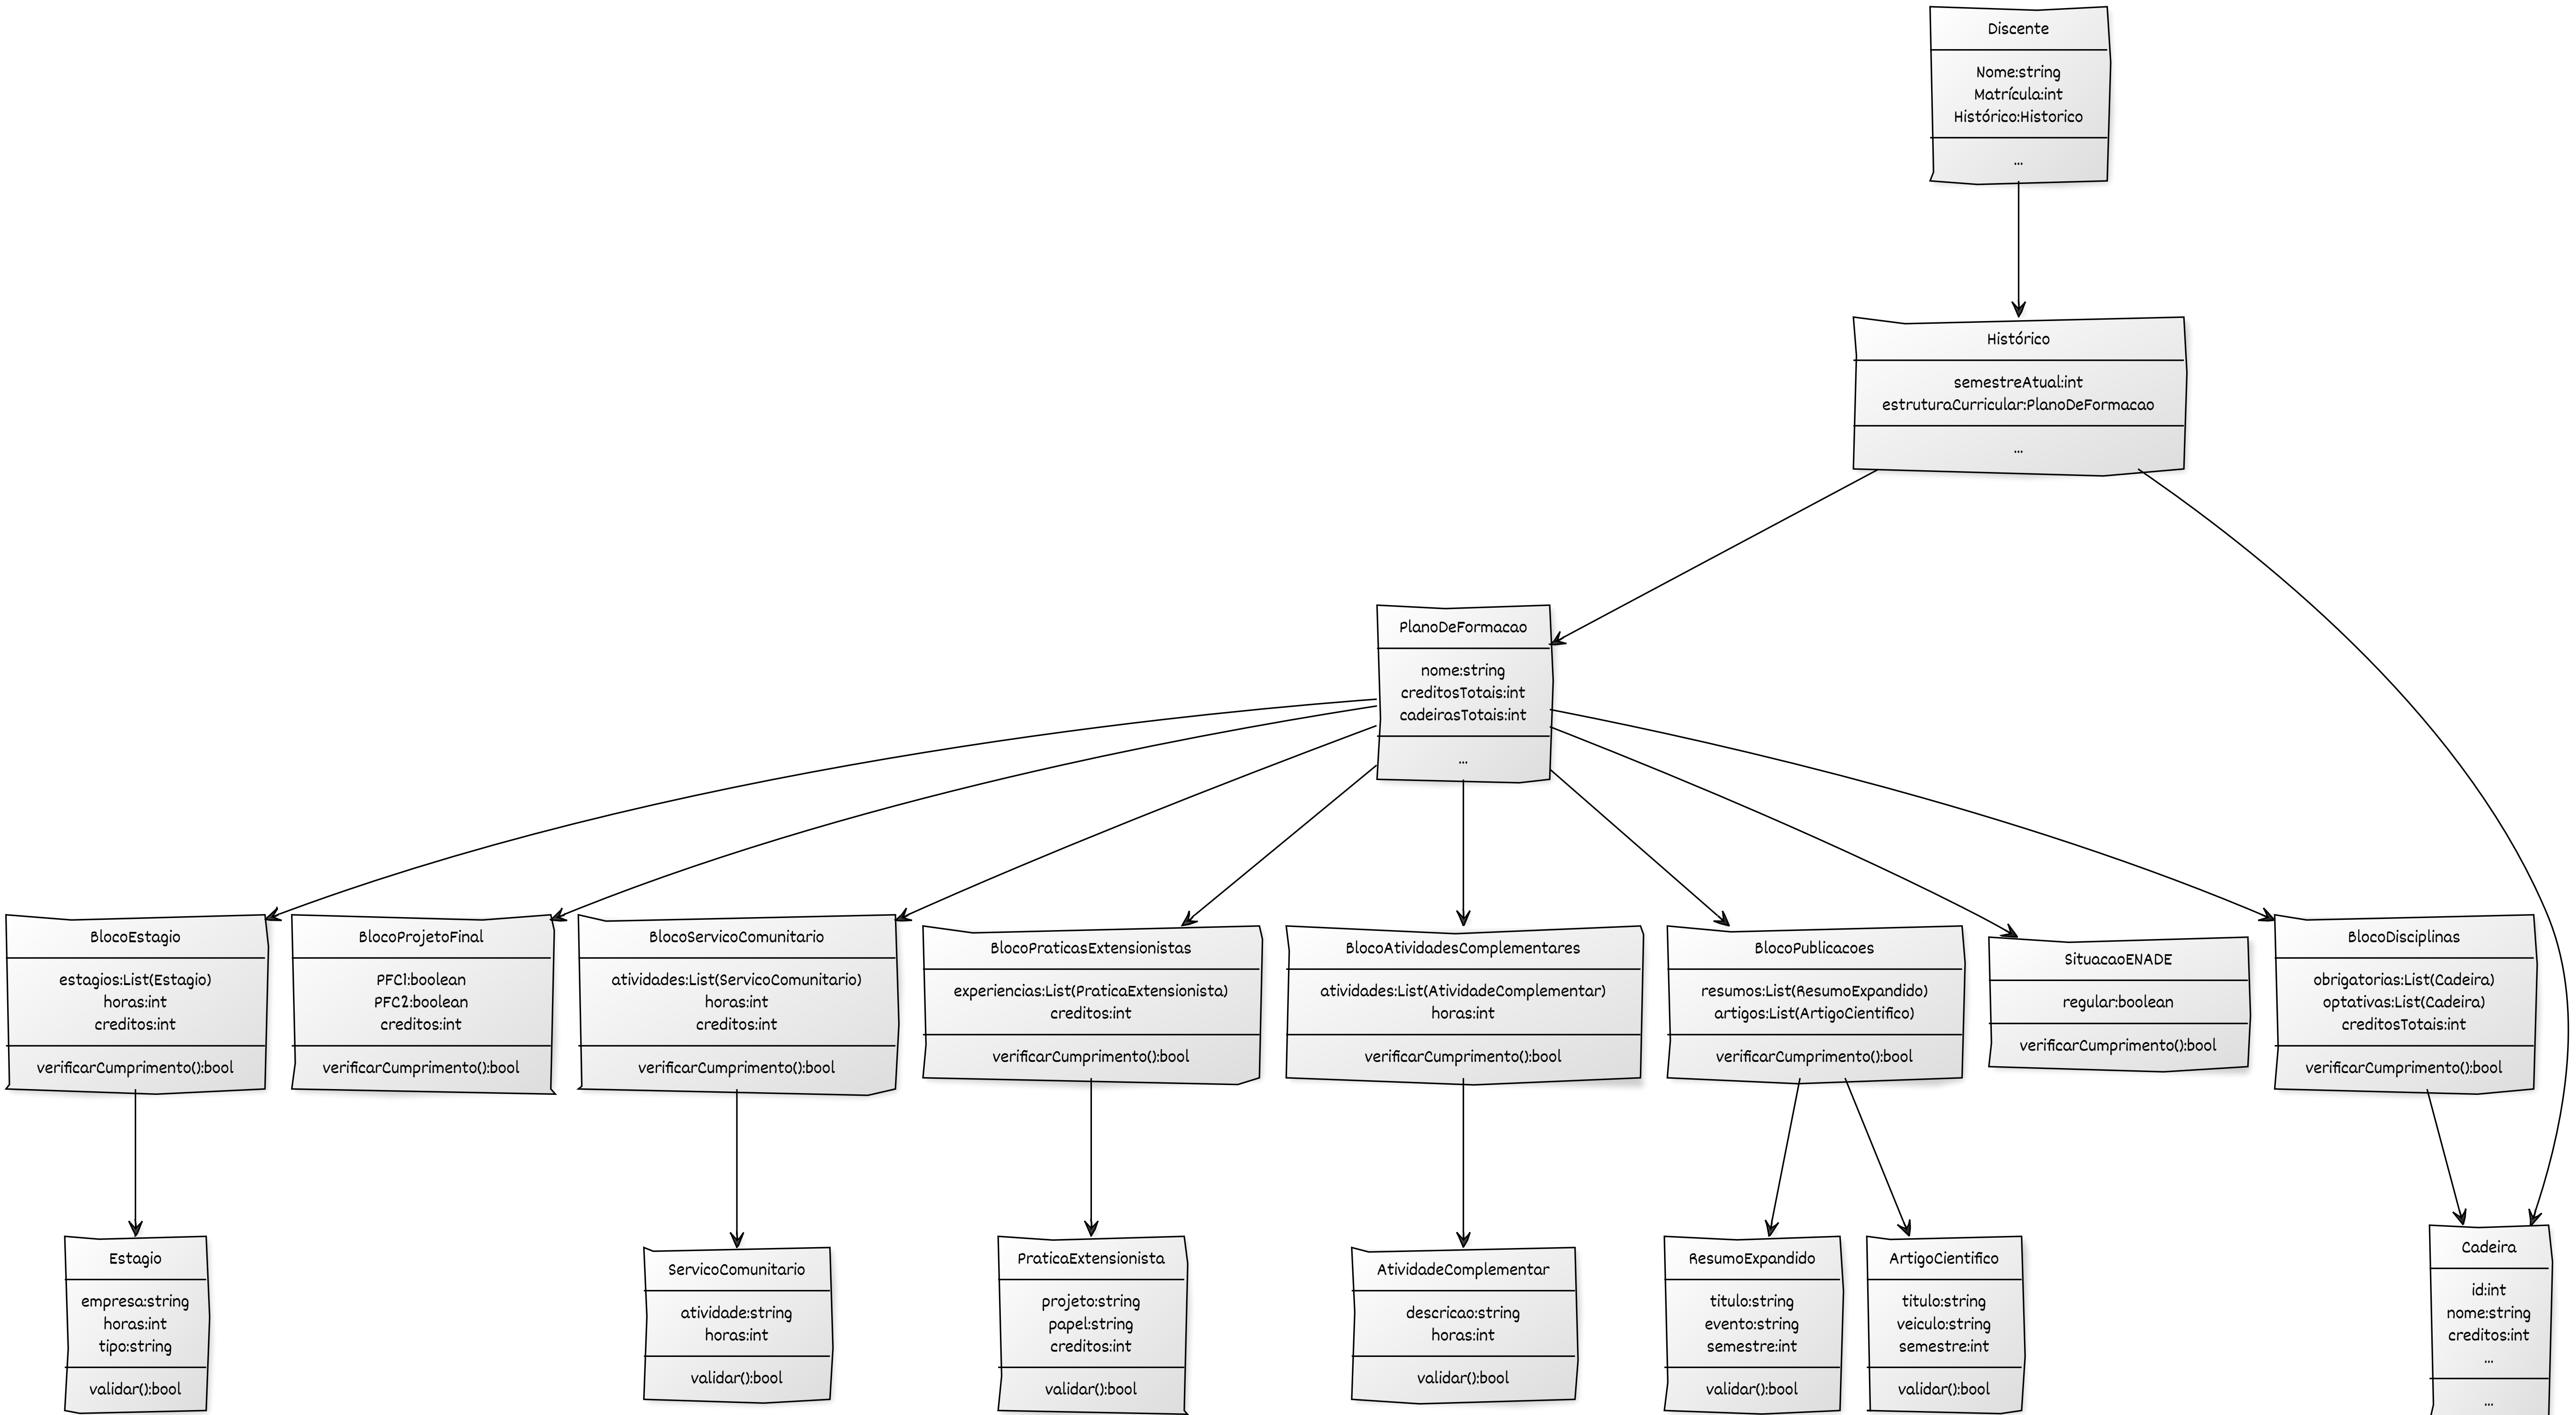 Discente
Nome:string
Matrícula:int
Histórico:Historico
...
Histórico
semestreAtual:int
estruturaCurricular:PlanoDeFormacao
...
PlanoDeFormacao
nome:string
creditosTotais:int
cadeirasTotais:int
...
BlocoEstagio
estagios:List(Estagio)
horas:int
creditos:int
verificarCumprimento():bool
BlocoProjetoFinal
PFC1:boolean
PFC2:boolean
creditos:int
verificarCumprimento():bool
BlocoServicoComunitario
atividades:List(ServicoComunitario)
horas:int
creditos:int
verificarCumprimento():bool
BlocoPraticasExtensionistas
experiencias:List(PraticaExtensionista)
creditos:int
verificarCumprimento():bool
BlocoAtividadesComplementares
atividades:List(AtividadeComplementar)
horas:int
verificarCumprimento():bool
BlocoPublicacoes
resumos:List(ResumoExpandido)
artigos:List(ArtigoCientifico)
verificarCumprimento():bool
SituacaoENADE
regular:boolean
verificarCumprimento():bool
BlocoDisciplinas
obrigatorias:List(Cadeira)
optativas:List(Cadeira)
creditosTotais:int
verificarCumprimento():bool
Estagio
empresa:string
horas:int
tipo:string
validar():bool
ServicoComunitario
atividade:string
horas:int
validar():bool
PraticaExtensionista
projeto:string
papel:string
creditos:int
validar():bool
AtividadeComplementar
descricao:string
horas:int
validar():bool
ResumoExpandido
titulo:string
evento:string
semestre:int
validar():bool
ArtigoCientifico
titulo:string
veiculo:string
semestre:int
validar():bool
Cadeira
id:int
nome:string
creditos:int
...
...